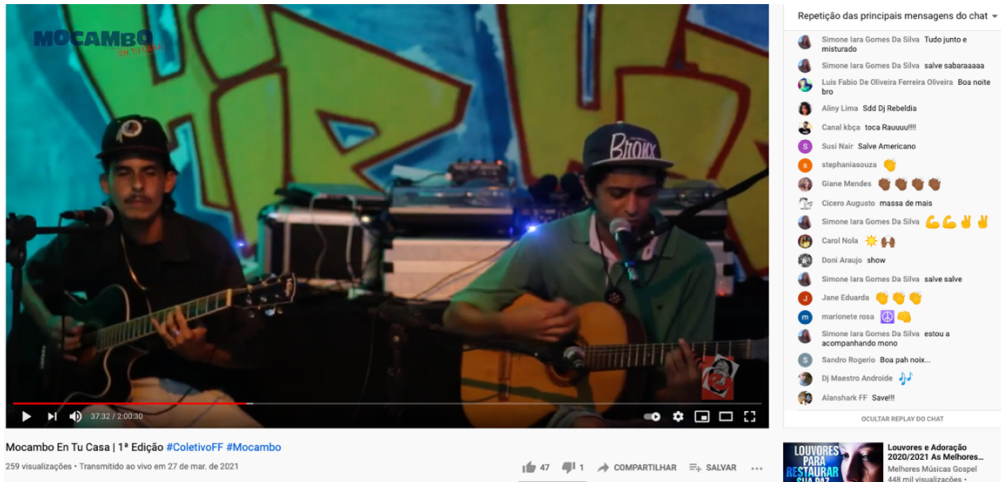 MOCAMBO
EN TU CASA
BRONX
37:32 / 2:00:30
Mocambo En Tu Casa | 1ª Edição #ColetivoFF #Mocambo
259 visualizações • Transmitido ao vivo em 27 de mar. de 2021
47
1
COMPARTILHAR
SALVAR
Repetição das principais mensagens do chat
Simone Iara Gomes Da Silva Tudo junto e
misturado
Simone Iara Gomes Da Silva salve sabaraaaaa
Luis Fabio De Oliveira Ferreira Oliveira Boa noite
bro
Aliny Lima Sdd Dj Rebeldia
Canal kbça toca Rauuuu!!!!
S Susi Nair Salve Americano
s stephaniasouza 👏
Giane Mendes 👏🏾👏🏾👏🏾👏🏾
Cicero Augusto massa de mais
Simone Iara Gomes Da Silva 💪💪✌✌
Carol Nola ☀🙌🏾
Doni Araujo show
Simone Iara Gomes Da Silva salve salve
J Jane Eduarda 👏👏👏
m marionete rosa ☮👊
Simone Iara Gomes Da Silva estou a
acompanhando mono
S Sandro Rogerio Boa pah noix...
Dj Maestro Androide 🎶
Alanshark FF Save!!!
OCULTAR REPLAY DO CHAT
LOUVORES
PARA
RESTAURAR
SUA PAZ
Louvores e Adoração
2020/2021 As Melhores...
Melhores Músicas Gospel
448 mil visualizações •